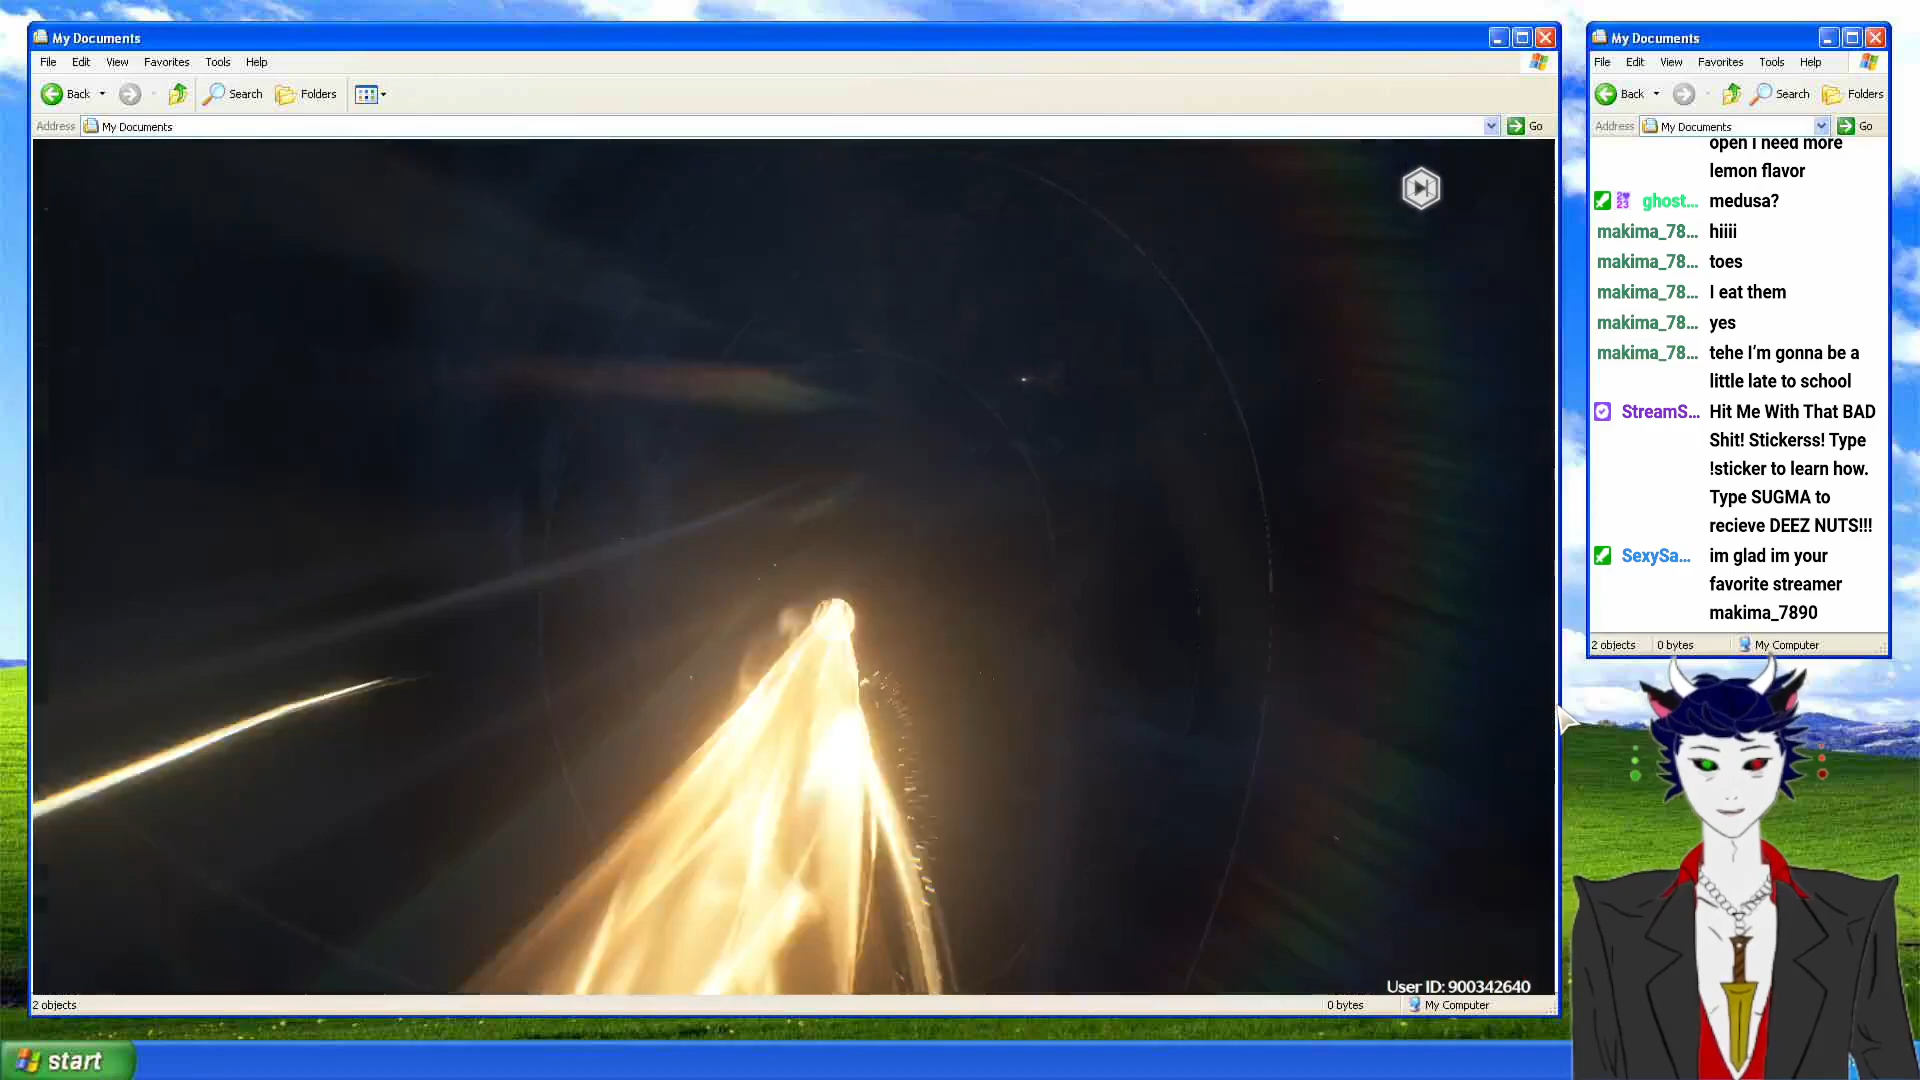 My Documents
File Edit View Favorites Tools Help
Back Search Folders
Address My Documents Go
User ID: 900342640
2 objects 0 bytes My Computer
My Documents
File Edit View Favorites Tools Help
Back Search Folders
Address My Documents Go
open I need more
lemon flavor
ghost... medusa?
makima_78... hiiii
makima_78... toes
makima_78... I eat them
makima_78... yes
makima_78... tehe I'm gonna be a
little late to school
StreamS... Hit Me With That BAD
Shit! Stickerss! Type
!sticker to learn how.
Type SUGMA to
recieve DEEZ NUTS!!!
SexySa... im glad im your
favorite streamer
makima_7890
2 objects 0 bytes My Computer
start